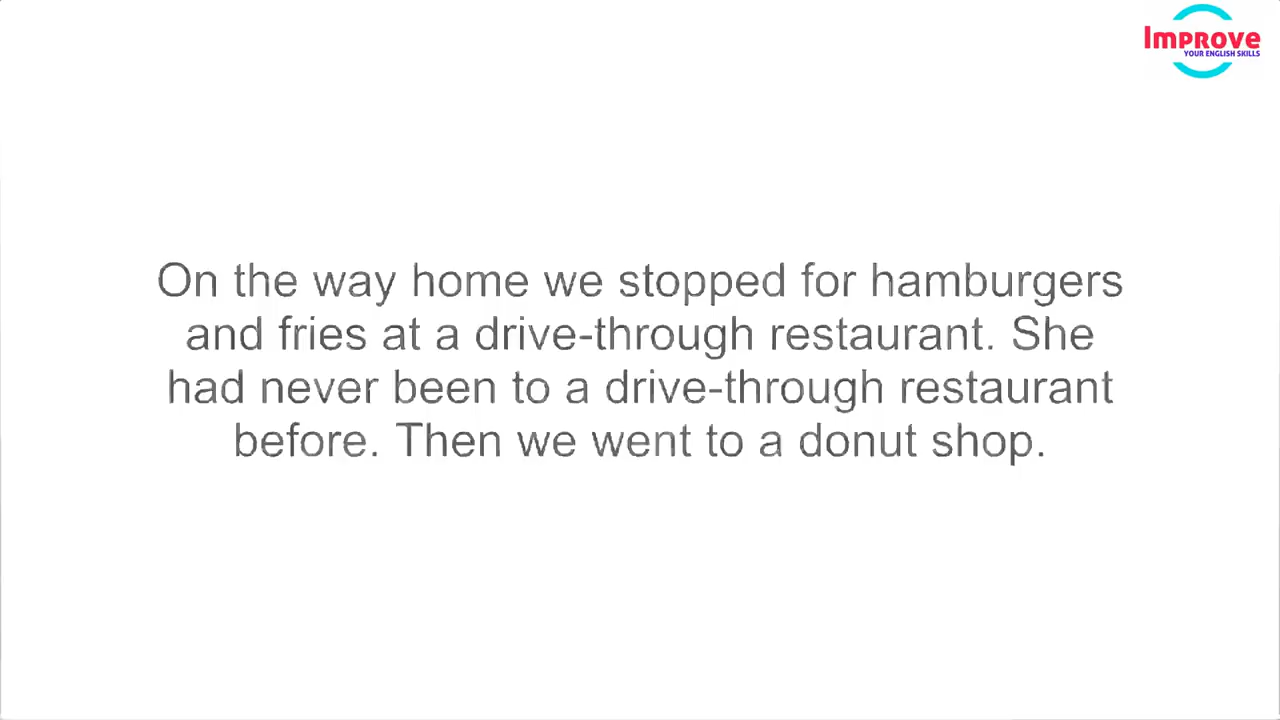 Improve
YOUR ENGLISH SKILLS
On the way home we stopped for hamburgers
and fries at a drive-through restaurant. She
had never been to a drive-through restaurant
before. Then we went to a donut shop.